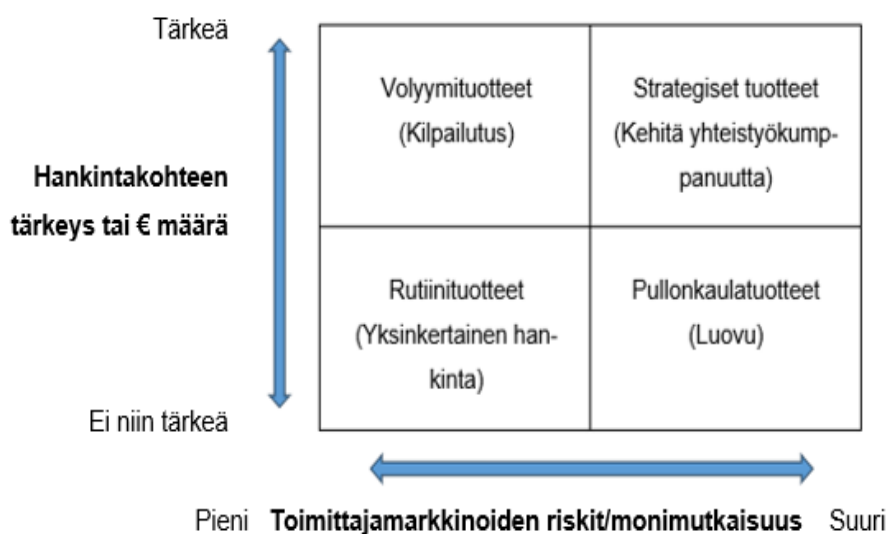 Tärkeä
Volyymituotteet
(Kilpailutus)
Strategiset tuotteet
(Kehitä yhteistyökump-
panuutta)
Hankintakohteen
tärkeys tai € määrä
Rutiinituotteet
(Yksinkertainen han-
kinta)
Pullonkaulatuotteet
(Luovu)
Ei niin tärkeä
Pieni Toimittajamarkkinoiden riskit/monimutkaisuus Suuri